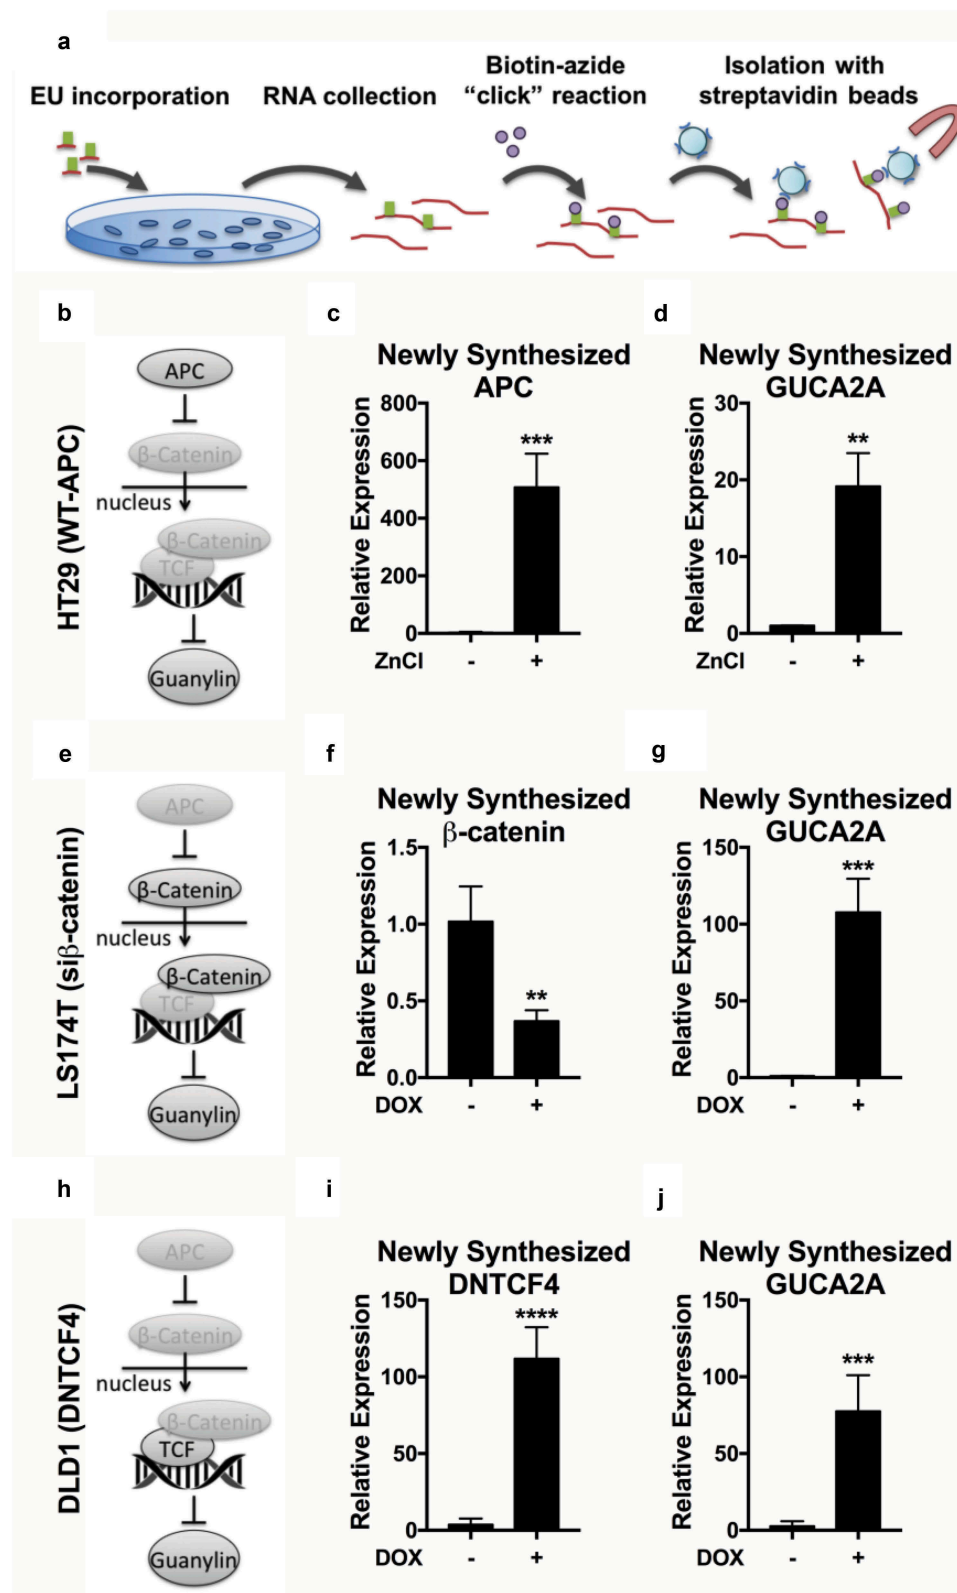 a
EU incorporation
RNA collection
Biotin-azide
“click” reaction
Isolation with
streptavidin beads
b
HT29 (WT-APC)
APC
β-Catenin
nucleus
β-Catenin
TCF
Guanylin
c
Newly Synthesized
APC
Relative Expression
800
600
400
200
0
***
ZnCl - +
d
Newly Synthesized
GUCA2A
Relative Expression
30
20
10
0
**
ZnCl - +
e
LS174T (siβ-catenin)
APC
β-Catenin
nucleus
β-Catenin
TCF
Guanylin
f
Newly Synthesized
β-catenin
Relative Expression
1.5
1.0
0.5
0.0
**
DOX - +
g
Newly Synthesized
GUCA2A
Relative Expression
150
100
50
0
***
DOX - +
h
DLD1 (DNTCF4)
APC
β-Catenin
nucleus
β-Catenin
TCF
Guanylin
i
Newly Synthesized
DNTCF4
Relative Expression
150
100
50
0
****
DOX - +
j
Newly Synthesized
GUCA2A
Relative Expression
150
100
50
0
***
DOX - +